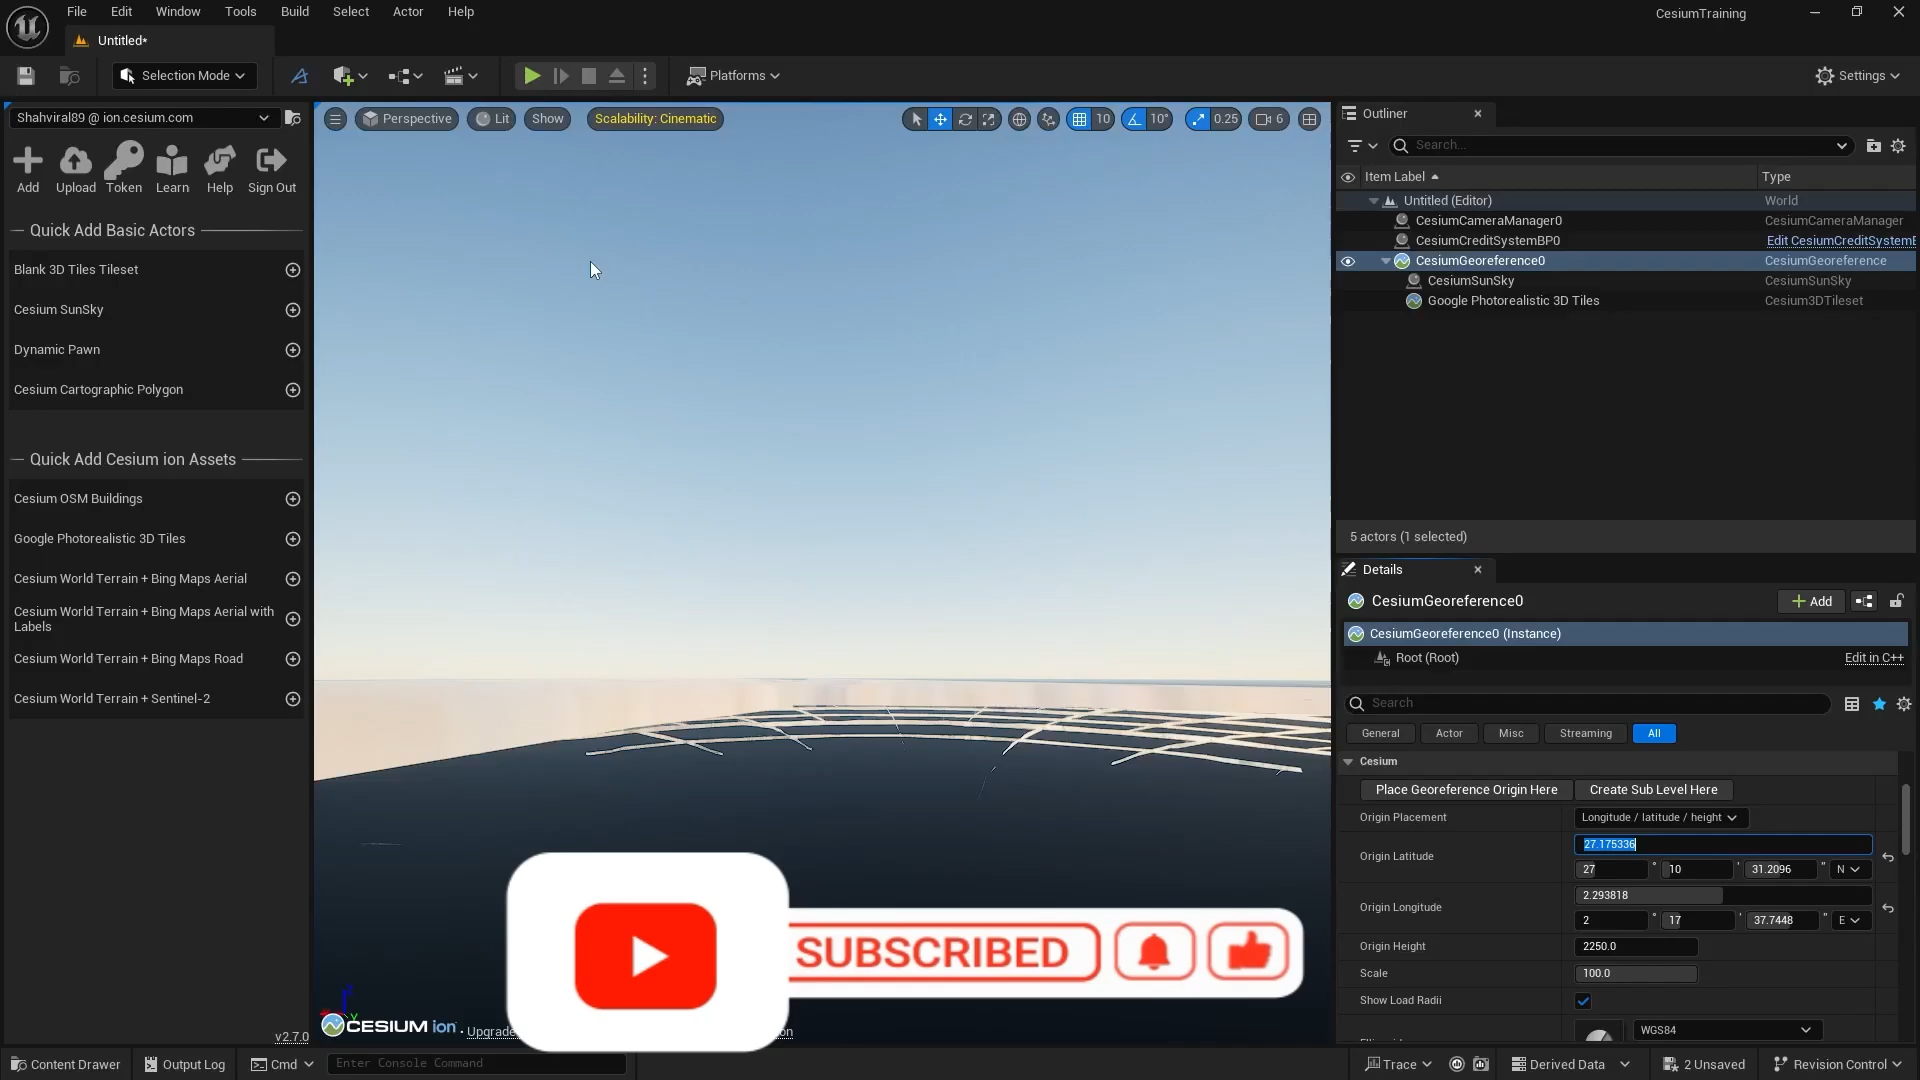 File Edit Window Tools Build Select Actor Help
CesiumTraining
Untitled*
Selection Mode
Platforms
Settings
Shahviral89 @ ion.cesium.com
Add Upload Token Learn Help Sign Out
Quick Add Basic Actors
Blank 3D Tiles Tileset
Cesium SunSky
Dynamic Pawn
Cesium Cartographic Polygon
Quick Add Cesium ion Assets
Cesium OSM Buildings
Google Photorealistic 3D Tiles
Cesium World Terrain + Bing Maps Aerial
Cesium World Terrain + Bing Maps Aerial with
Labels
Cesium World Terrain + Bing Maps Road
Cesium World Terrain + Sentinel-2
v2.7.0
Perspective Lit Show Scalability: Cinematic 10 10° 0.25 6
SUBSCRIBED
CESIUM ion • Upgrade
Outliner
Search...
Item Label Type
Untitled (Editor) World
CesiumCameraManager0 CesiumCameraManager
CesiumCreditSystemBP0 Edit CesiumCreditSystemB
CesiumGeoreference0 CesiumGeoreference
CesiumSunSky CesiumSunSky
Google Photorealistic 3D Tiles Cesium3DTileset
5 actors (1 selected)
Details
CesiumGeoreference0 Add
CesiumGeoreference0 (Instance)
Root (Root) Edit in C++
Search
General Actor Misc Streaming All
Cesium
Place Georeference Origin Here Create Sub Level Here
Origin Placement Longitude / latitude / height
Origin Latitude 27.175336
27 ° 10 ' 31.2096 " N
Origin Longitude 2.293818
2 ° 17 ' 37.7448 " E
Origin Height 2250.0
Scale 100.0
Show Load Radii
WGS84
Content Drawer Output Log Cmd Enter Console Command Trace Derived Data 2 Unsaved Revision Control